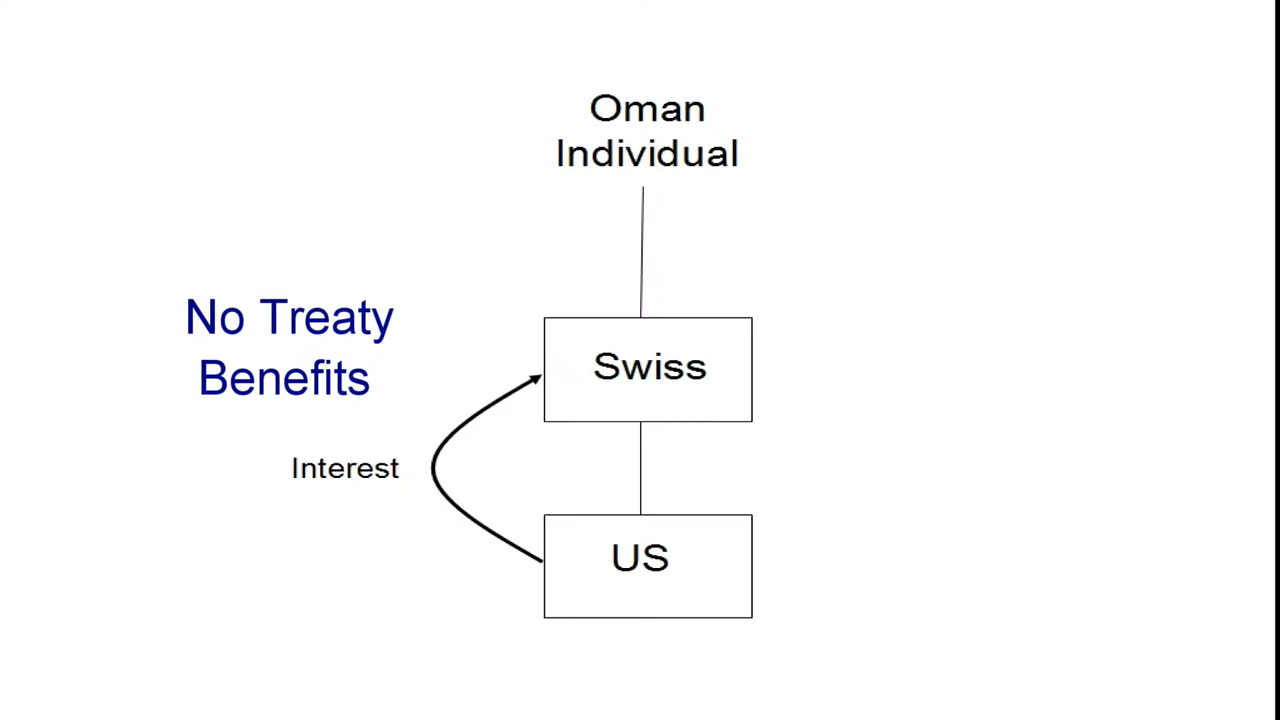 Oman
Individual
No Treaty
Benefits
Swiss
Interest
US